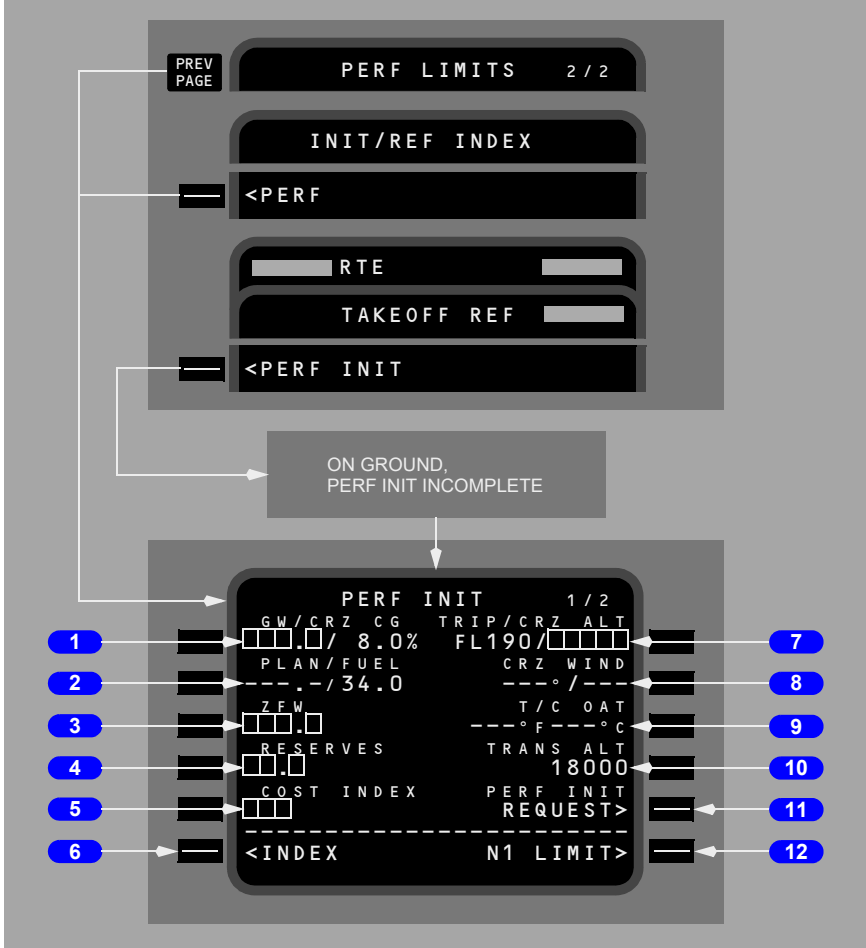 PREV
PAGE
PERF LIMITS 2/2
INIT/REF INDEX
<PERF
RTE
TAKEOFF REF
<PERF INIT
ON GROUND,
PERF INIT INCOMPLETE
PERF INIT 1/2
GW/CRZ CG TRIP/CRZ ALT
1 □□□.□/ 8.0% FL190/□□□□□ 7
PLAN/FUEL CRZ WIND
2 ---.-/34.0 ---°/--- 8
ZFW T/C OAT
3 □□□.□ ---°F---°C 9
RESERVES TRANS ALT
4 □□.□ 18000 10
COST INDEX PERF INIT
5 □□□ REQUEST> 11
------------------------
6 <INDEX N1 LIMIT> 12